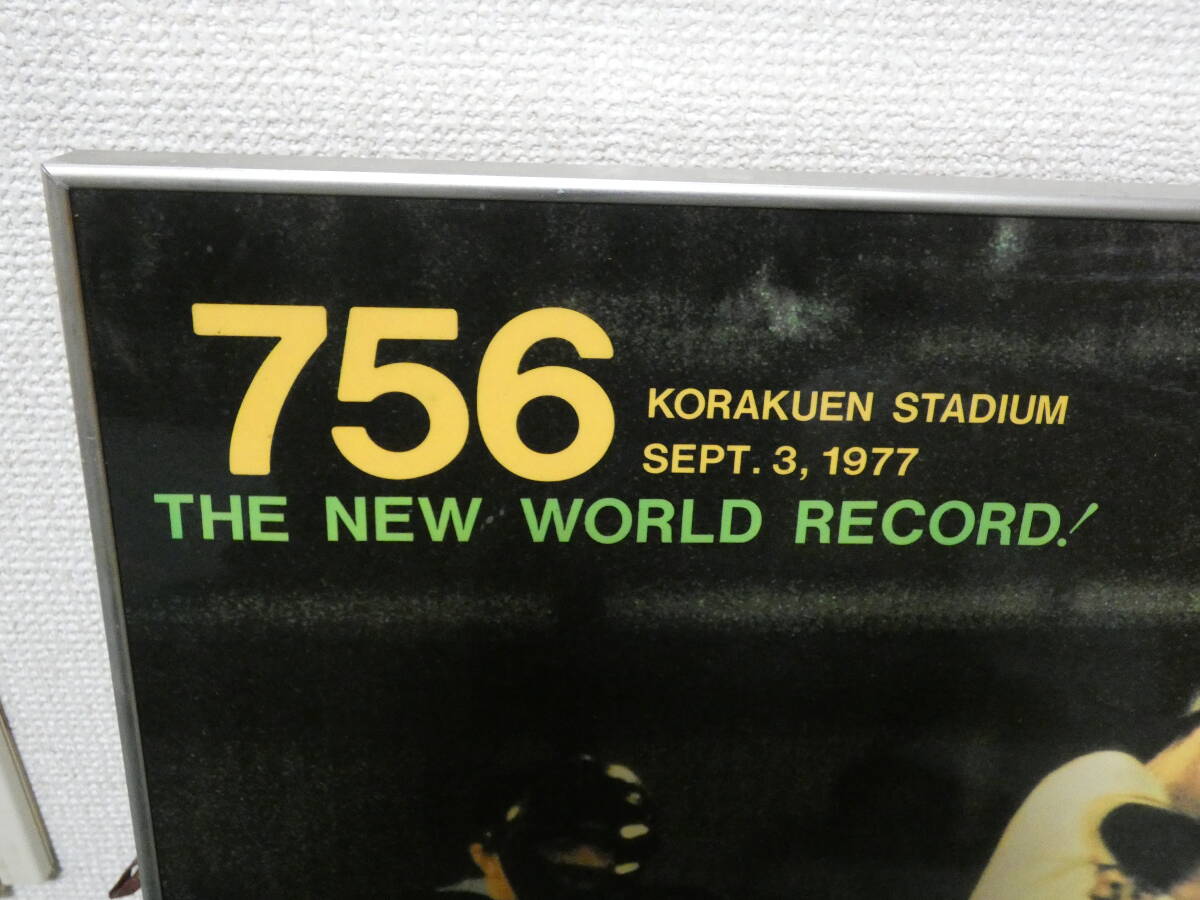 756
KORAKUEN STADIUM
SEPT. 3, 1977
THE NEW WORLD RECORD!